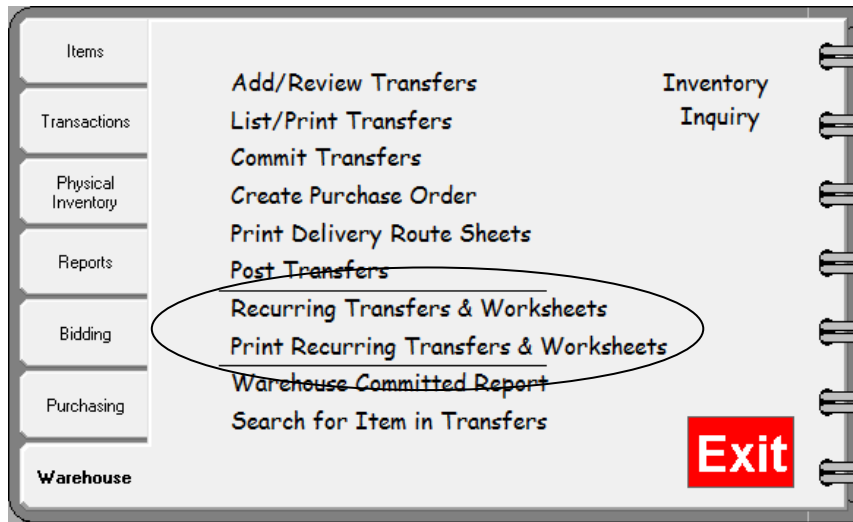 Items
Transactions
Physical
Inventory
Reports
Bidding
Purchasing
Warehouse
Add/Review Transfers
List/Print Transfers
Commit Transfers
Create Purchase Order
Print Delivery Route Sheets
Post Transfers
Recurring Transfers & Worksheets
Print Recurring Transfers & Worksheets
Warehouse Committed Report
Search for Item in Transfers
Inventory
Inquiry
Exit